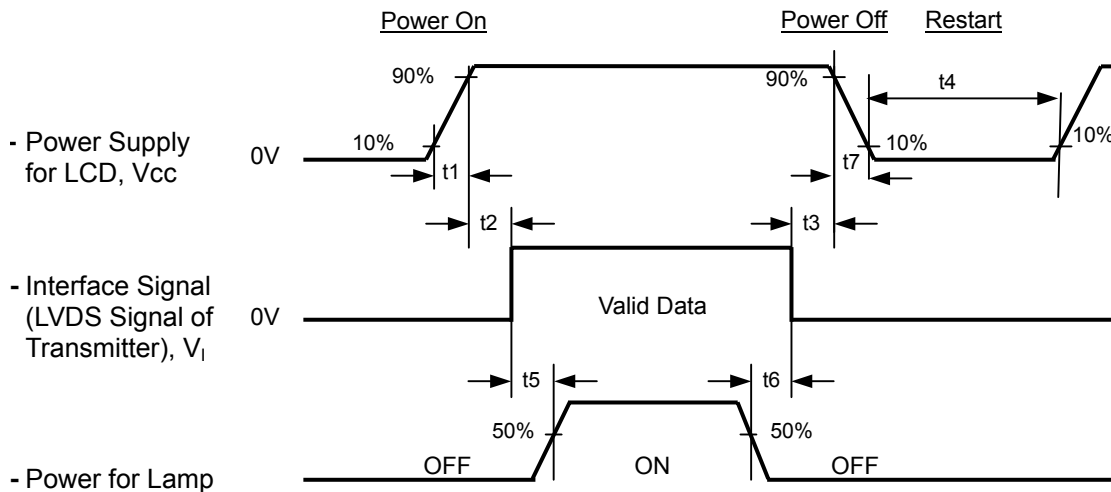 Power On
Power Off
Restart
90%
90%
t4
- Power Supply
for LCD, Vcc
0V
10%
10%
10%
t1
t7
t2
t3
- Interface Signal
(LVDS Signal of
Transmitter), VI
0V
Valid Data
t5
t6
50%
50%
- Power for Lamp
OFF
ON
OFF